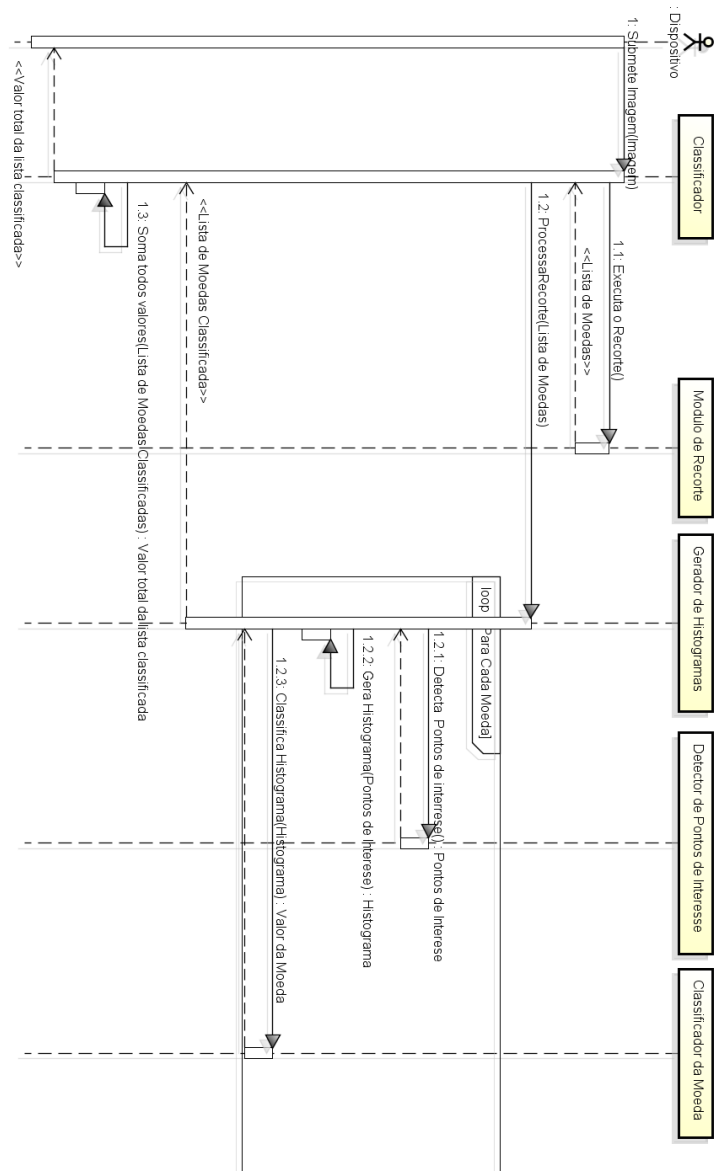 : Dispositivo
Classificador
Modulo de Recorte
Gerador de Histogramas
Detector de Pontos de Interesse
Classificador da Moeda
1: Submete Imagem(Imagem)
1.1: Executa o Recorte()
<<Lista de Moedas>>
1.2: ProcessaRecorte(Lista de Moedas)
loop
Para Cada Moeda]
1.2.1: Detecta Pontos de interrese() : Pontos de Interese
1.2.2: Gera Histograma(Pontos de Interese) : Histograma
1.2.3: Classifica Histograma(Histograma) : Valor da Moeda
<<Lista de Moedas Classificada>>
1.3: Soma todos valores(Lista de Moedas Classificadas) : Valor total da lista classificada
<<Valor total da lista classificada>>